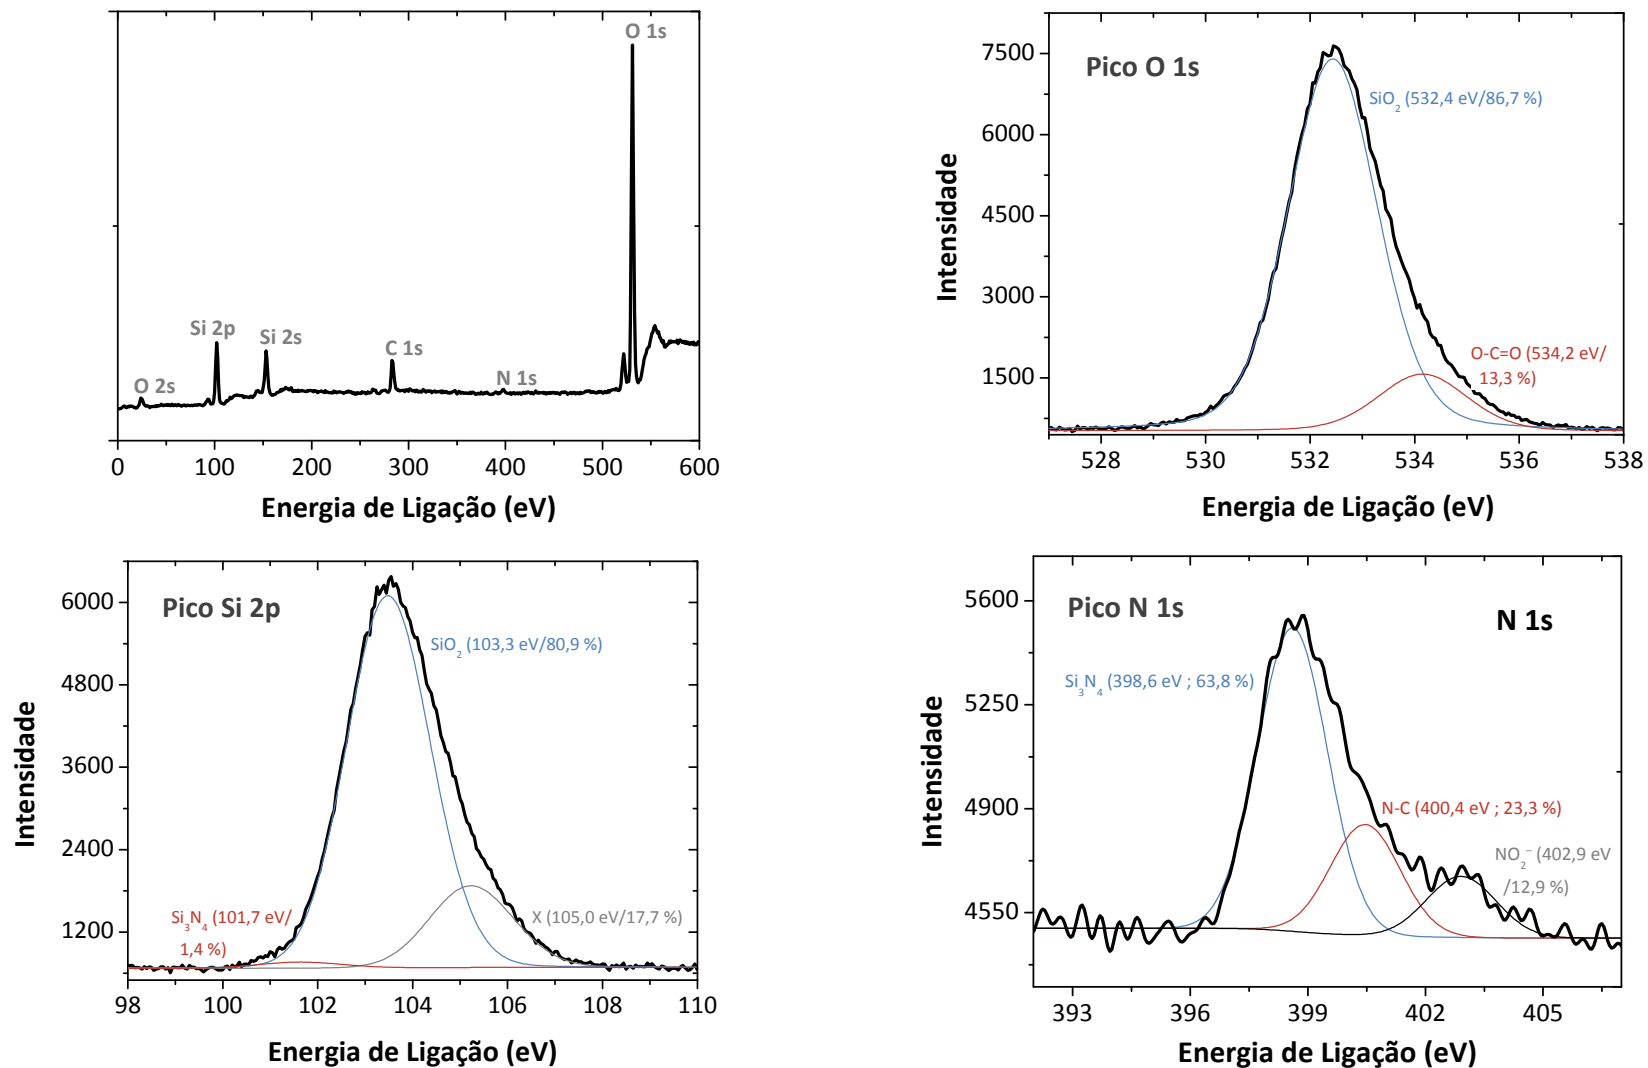 O 1s
Si 2p
Si 2s
C 1s
N 1s
O 2s
0 100 200 300 400 500 600
Energia de Ligação (eV)
Pico O 1s
SiO2 (532,4 eV/86,7 %)
O-C=O (534,2 eV/
13,3 %)
7500
6000
4500
3000
1500
Intensidade
528 530 532 534 536 538
Energia de Ligação (eV)
Pico Si 2p
SiO2 (103,3 eV/80,9 %)
Si3N4 (101,7 eV/
1,4 %)
X (105,0 eV/17,7 %)
6000
4800
3600
2400
1200
Intensidade
98 100 102 104 106 108 110
Energia de Ligação (eV)
Pico N 1s
N 1s
Si3N4 (398,6 eV ; 63,8 %)
N-C (400,4 eV ; 23,3 %)
NO2− (402,9 eV
/12,9 %)
5600
5250
4900
4550
Intensidade
393 396 399 402 405
Energia de Ligação (eV)